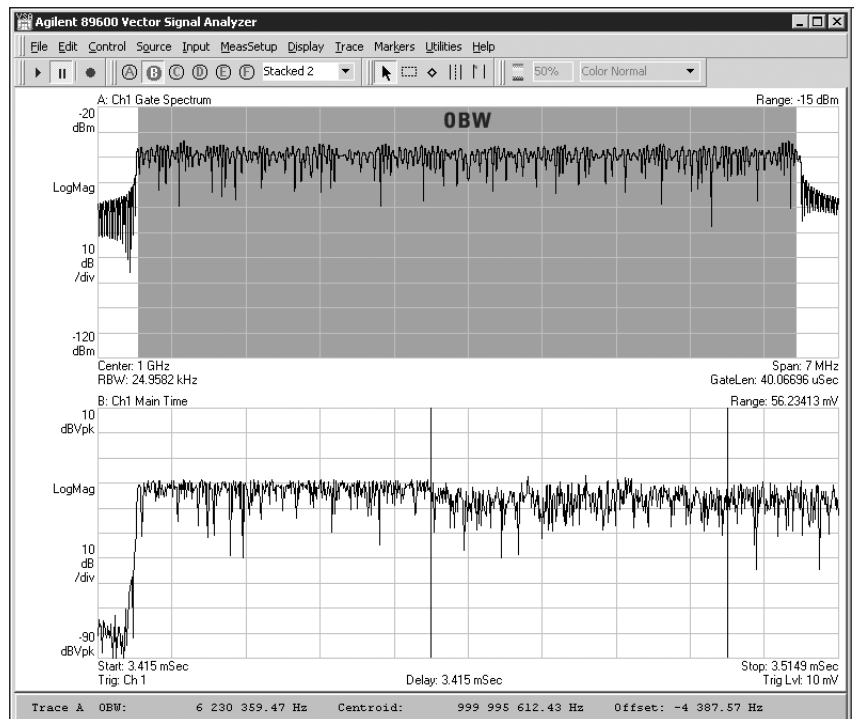 Agilent 89600 Vector Signal Analyzer
File Edit Control Source Input MeasSetup Display Trace Markers Utilities Help
A B C D E F Stacked 2 50% Color Normal
A: Ch1 Gate Spectrum Range: -15 dBm
-20
dBm
OBW
LogMag
10
dB
/div
-120
dBm
Center: 1 GHz Span: 7 MHz
RBW: 24.9582 kHz GateLen: 40.06696 uSec
B: Ch1 Main Time Range: 56.23413 mV
10
dBVpk
LogMag
10
dB
/div
-90
dBVpk
Start: 3.415 mSec Stop: 3.5149 mSec
Trig: Ch 1 Delay: 3.415 mSec Trig Lvl: 10 mV
Trace A OBW: 6 230 359.47 Hz Centroid: 999 995 612.43 Hz Offset: -4 387.57 Hz